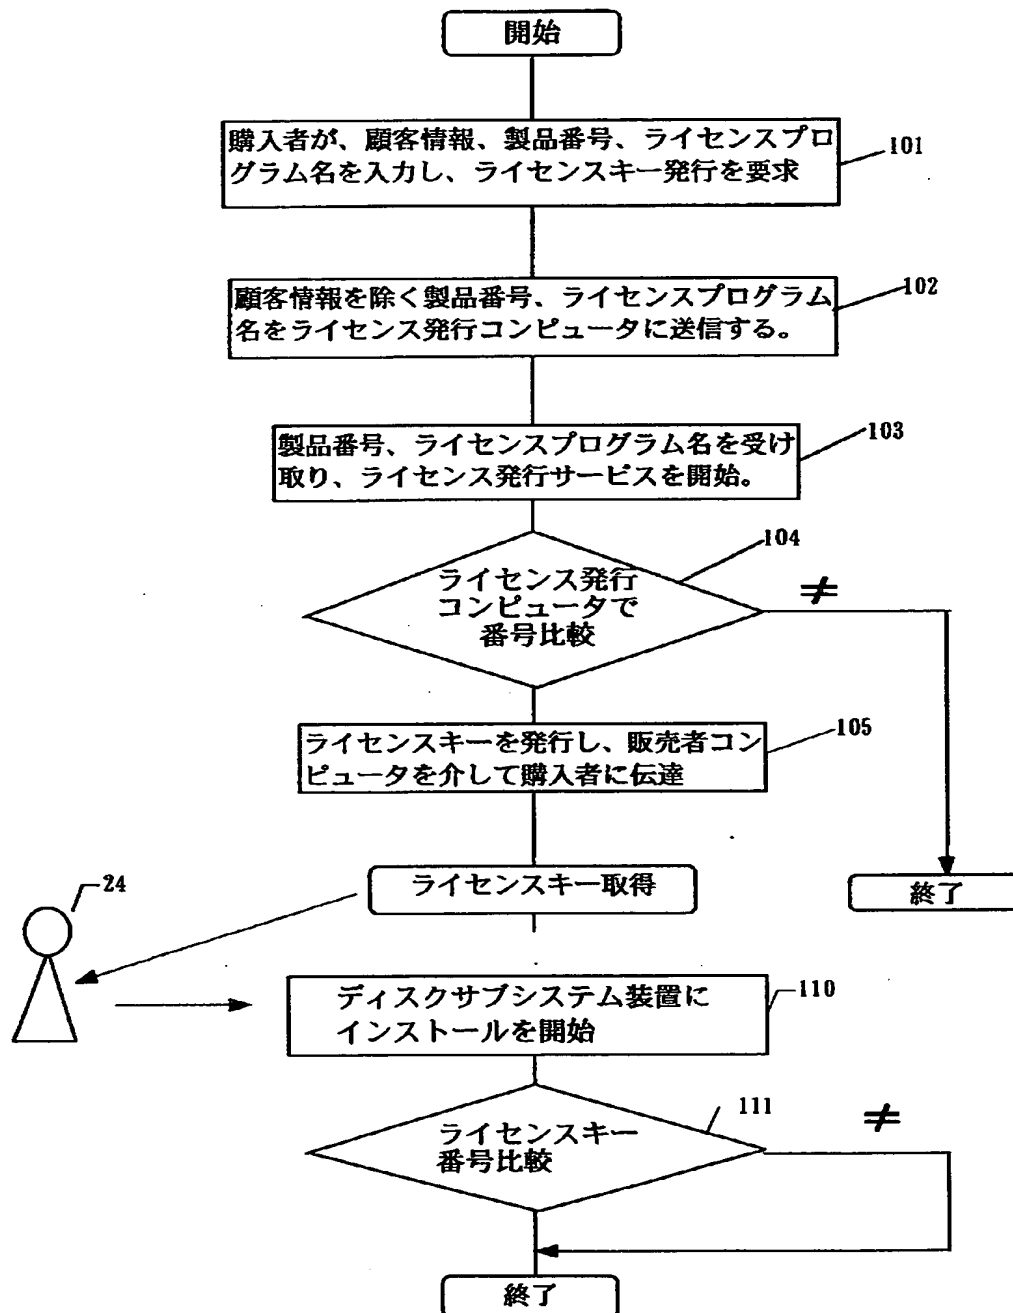 開始
購入者が、顧客情報、製品番号、ライセンスプロ
グラム名を入力し、ライセンスキー発行を要求
101
顧客情報を除く製品番号、ライセンスプログラム
名をライセンス発行コンピュータに送信する。
102
製品番号、ライセンスプログラム名を受け
取り、ライセンス発行サービスを開始。
103
ライセンス発行
コンピュータで
番号比較
104
≠
ライセンスキーを発行し、販売者コン
ピュータを介して購入者に伝達
105
ライセンスキー取得
終了
24
ディスクサブシステム装置に
インストールを開始
110
ライセンスキー
番号比較
111
≠
終了